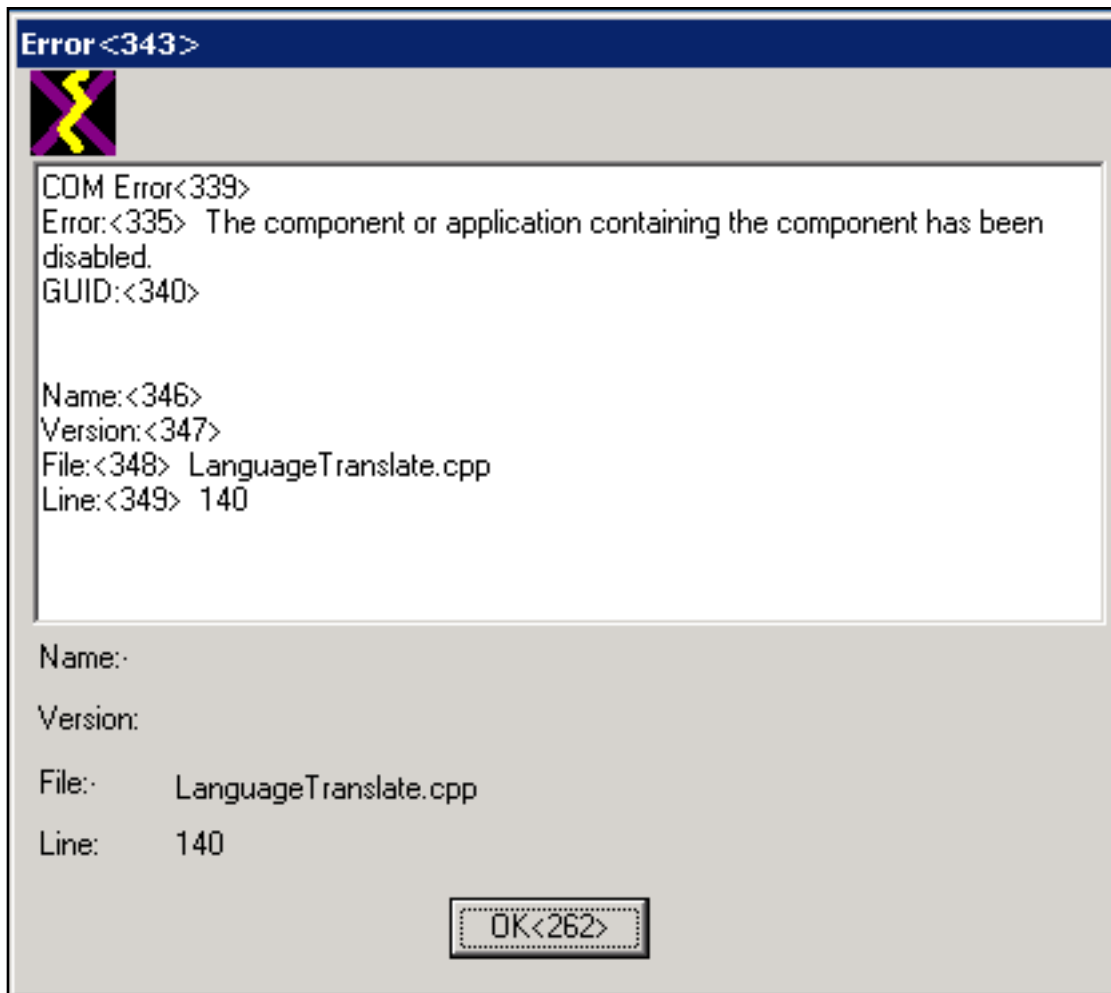 Error<343>
COM Error<339>
Error:<335>  The component or application containing the component has been
disabled.
GUID:<340>
Name:<346>
Version:<347>
File:<348>  LanguageTranslate.cpp
Line:<349>  140
Name:·
Version:
File:· LanguageTranslate.cpp
Line: 140
OK<262>